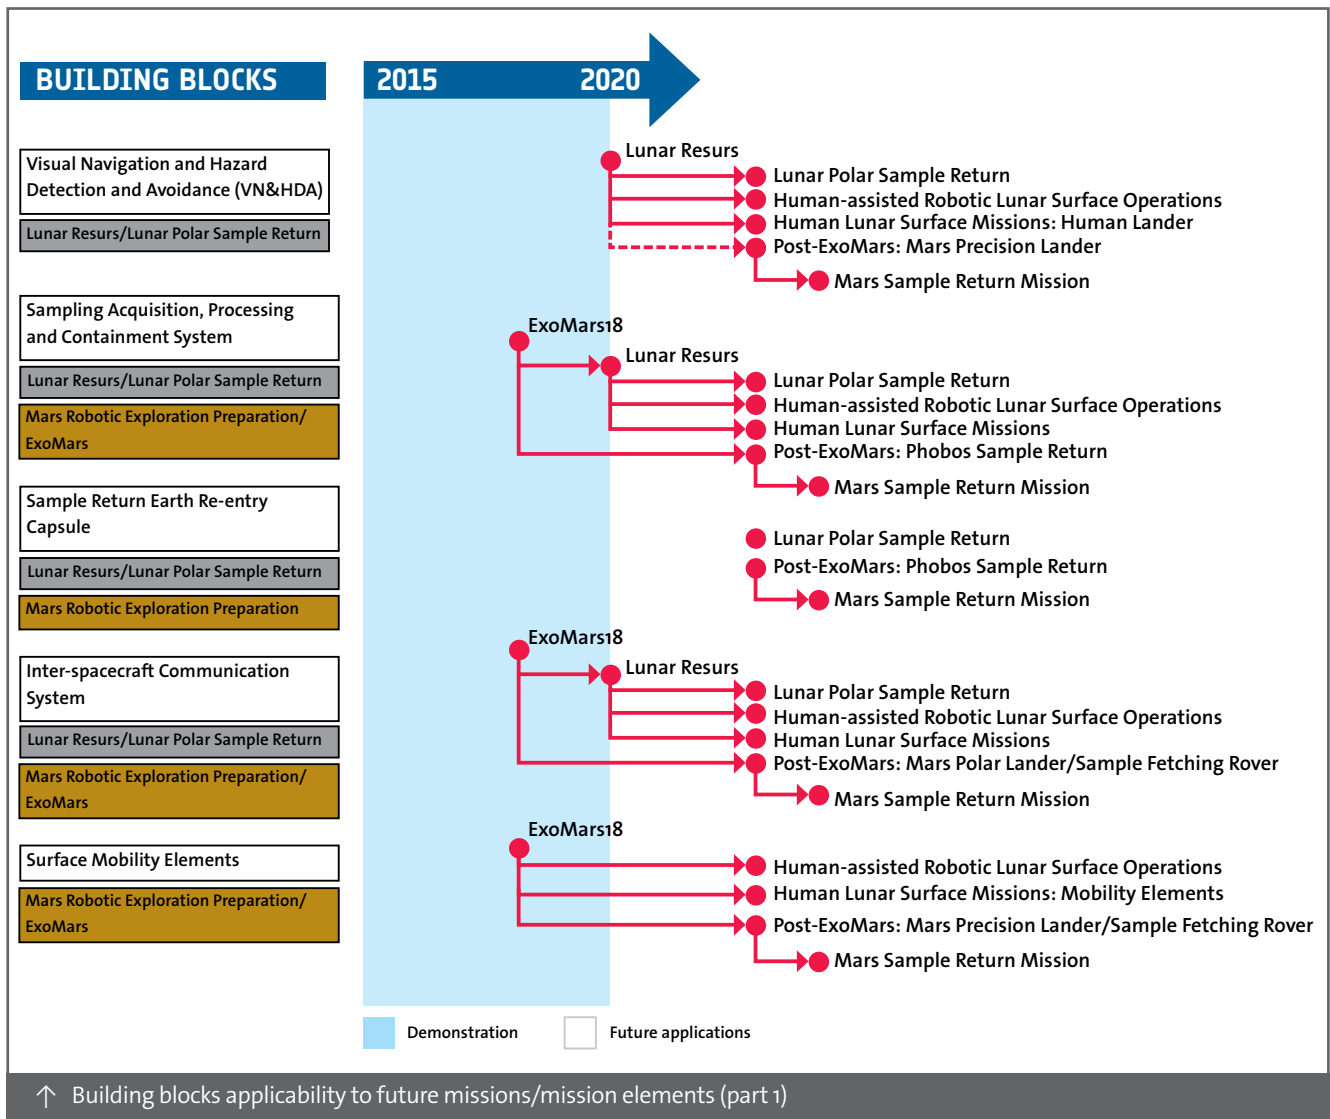 BUILDING BLOCKS
2015
2020
Visual Navigation and Hazard
Detection and Avoidance (VN&HDA)
Lunar Resurs/Lunar Polar Sample Return
Lunar Resurs
Lunar Polar Sample Return
Human-assisted Robotic Lunar Surface Operations
Human Lunar Surface Missions: Human Lander
Post-ExoMars: Mars Precision Lander
Mars Sample Return Mission
Sampling Acquisition, Processing
and Containment System
Lunar Resurs/Lunar Polar Sample Return
Mars Robotic Exploration Preparation/
ExoMars
ExoMars18
Lunar Resurs
Lunar Polar Sample Return
Human-assisted Robotic Lunar Surface Operations
Human Lunar Surface Missions
Post-ExoMars: Phobos Sample Return
Mars Sample Return Mission
Sample Return Earth Re-entry
Capsule
Lunar Resurs/Lunar Polar Sample Return
Mars Robotic Exploration Preparation
Lunar Polar Sample Return
Post-ExoMars: Phobos Sample Return
Mars Sample Return Mission
Inter-spacecraft Communication
System
Lunar Resurs/Lunar Polar Sample Return
Mars Robotic Exploration Preparation/
ExoMars
ExoMars18
Lunar Resurs
Lunar Polar Sample Return
Human-assisted Robotic Lunar Surface Operations
Human Lunar Surface Missions
Post-ExoMars: Mars Polar Lander/Sample Fetching Rover
Mars Sample Return Mission
Surface Mobility Elements
Mars Robotic Exploration Preparation/
ExoMars
ExoMars18
Human-assisted Robotic Lunar Surface Operations
Human Lunar Surface Missions: Mobility Elements
Post-ExoMars: Mars Precision Lander/Sample Fetching Rover
Mars Sample Return Mission
Demonstration
Future applications
↑ Building blocks applicability to future missions/mission elements (part 1)